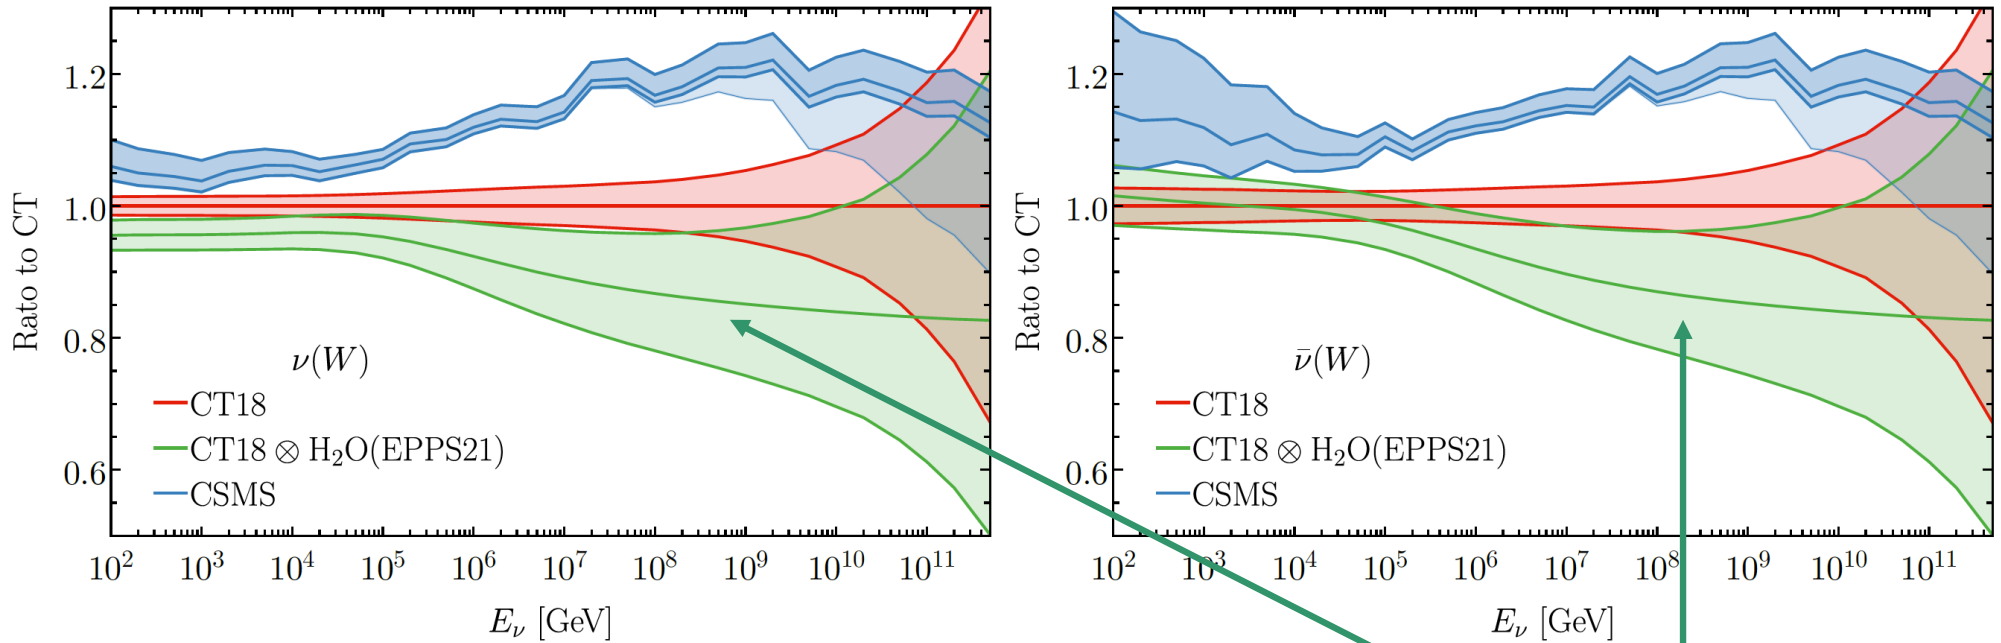 Rato to CT
1.2
1.0
0.8
0.6
ν(W)
CT18
CT18 ⊗ H₂O(EPPS21)
CSMS
10² 10³ 10⁴ 10⁵ 10⁶ 10⁷ 10⁸ 10⁹ 10¹⁰ 10¹¹
E_ν [GeV]
Rato to CT
1.2
1.0
0.8
0.6
ν̄(W)
CT18
CT18 ⊗ H₂O(EPPS21)
CSMS
10² 10³ 10⁴ 10⁵ 10⁶ 10⁷ 10⁸ 10⁹ 10¹⁰ 10¹¹
E_ν [GeV]